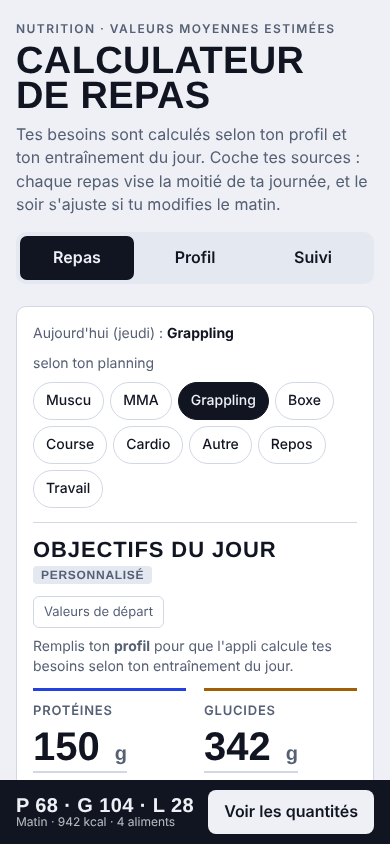 NUTRITION · VALEURS MOYENNES ESTIMÉES
CALCULATEUR
DE REPAS
Tes besoins sont calculés selon ton profil et
ton entraînement du jour. Coche tes sources :
chaque repas vise la moitié de ta journée, et le
soir s'ajuste si tu modifies le matin.
Repas Profil Suivi
Aujourd'hui (jeudi) : Grappling
selon ton planning
Muscu MMA Grappling Boxe
Course Cardio Autre Repos
Travail
OBJECTIFS DU JOUR
PERSONNALISÉ
Valeurs de départ
Remplis ton profil pour que l'appli calcule tes
besoins selon ton entraînement du jour.
PROTÉINES GLUCIDES
150 g 342 g
P 68 · G 104 · L 28
Matin · 942 kcal · 4 aliments
Voir les quantités